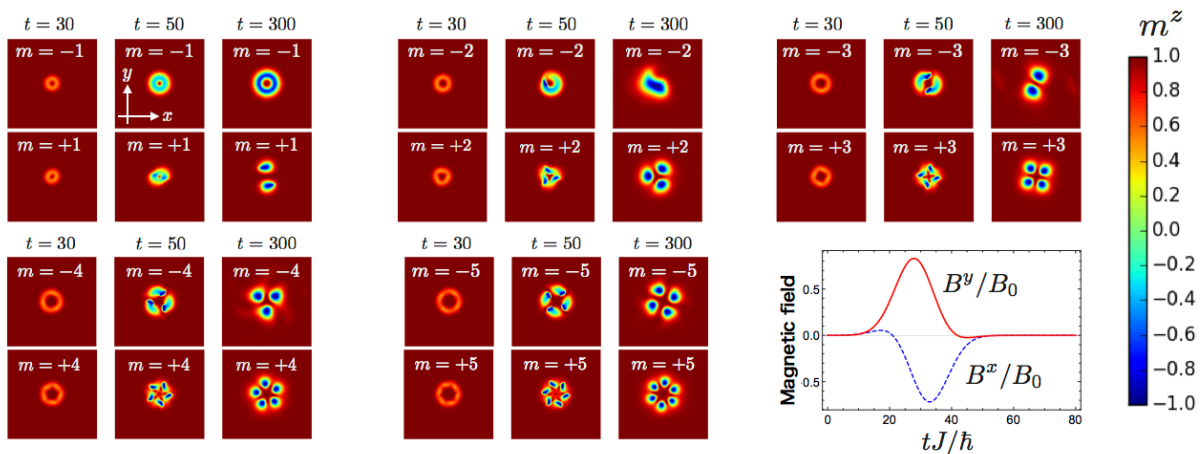 t = 30 t = 50 t = 300
m = −1 m = −1 m = −1
y
x
m = +1 m = +1 m = +1
t = 30 t = 50 t = 300
m = −2 m = −2 m = −2
m = +2 m = +2 m = +2
t = 30 t = 50 t = 300
m = −3 m = −3 m = −3
m = +3 m = +3 m = +3
t = 30 t = 50 t = 300
m = −4 m = −4 m = −4
m = +4 m = +4 m = +4
t = 30 t = 50 t = 300
m = −5 m = −5 m = −5
m = +5 m = +5 m = +5
Magnetic field
0.5
0.0
-0.5
B^y/B_0
B^x/B_0
0 20 40 60 80
tJ/ℏ
m^z
1.0
0.8
0.6
0.4
0.2
0.0
−0.2
−0.4
−0.6
−0.8
−1.0